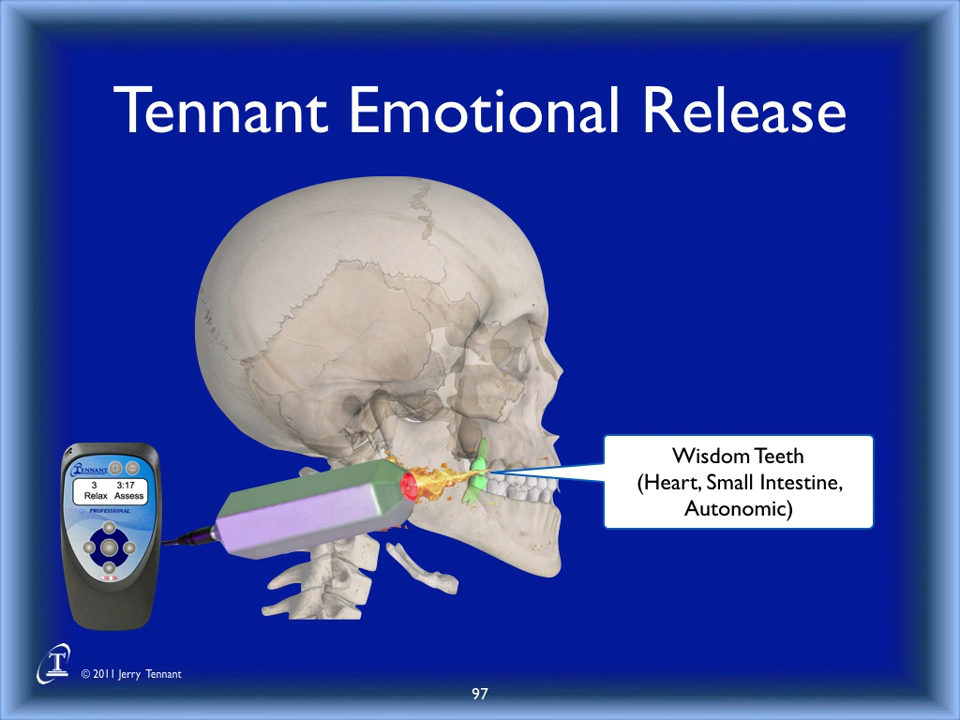 Tennant Emotional Release
TENNANT
3 3:17
Relax Assess
PROFESSIONAL
Wisdom Teeth
(Heart, Small Intestine,
Autonomic)
T
© 2011 Jerry Tennant
97